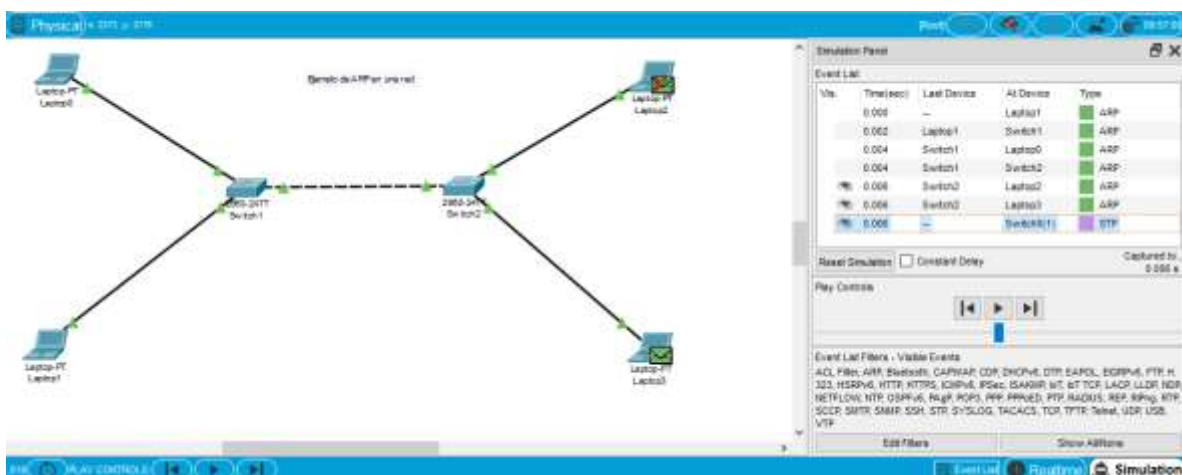 Physical
Root
Ejemplo de ARP en una red
Laptop-PT
Laptop0
Laptop-PT
Laptop2
2960-24TT
Switch1
Switch2
Laptop-PT
Laptop1
Laptop-PT
Laptop3
Simulation Panel
Event List
Vis. Time(sec) Last Device At Device Type
0.000 -- Laptop1 ARP
0.002 Laptop1 Switch1 ARP
0.004 Switch1 Laptop0 ARP
0.004 Switch1 Switch2 ARP
0.006 Switch2 Laptop2 ARP
0.006 Switch2 Laptop3 ARP
-- STP
Reset Simulation Constant Delay Captured to
Play Controls
Event List Filters - Visible Events
ACL Filter, ARP, Bluetooth, CAPWAP, CDP, DHCPv6, DTP, EAPOL, EIGRPv6, FTP, H.
323, HSRPv6, HTTP, HTTPS, ICMPv6, IPSec, ISAKMP, IoT, IoT TCP, LACP, LLDP, NDP,
NETFLOW, NTP, OSPFv6, PAgP, POP3, PPP, PPPoED, PTP, RADIUS, REP, RIPng, RTP,
SCCP, SMTP, SNMP, SSH, STP, SYSLOG, TACACS, TCP, TFTP, Telnet, UDP, USB,
VTP
Edit Filters Show All/None
PLAY CONTROLS
Event List Realtime Simulation